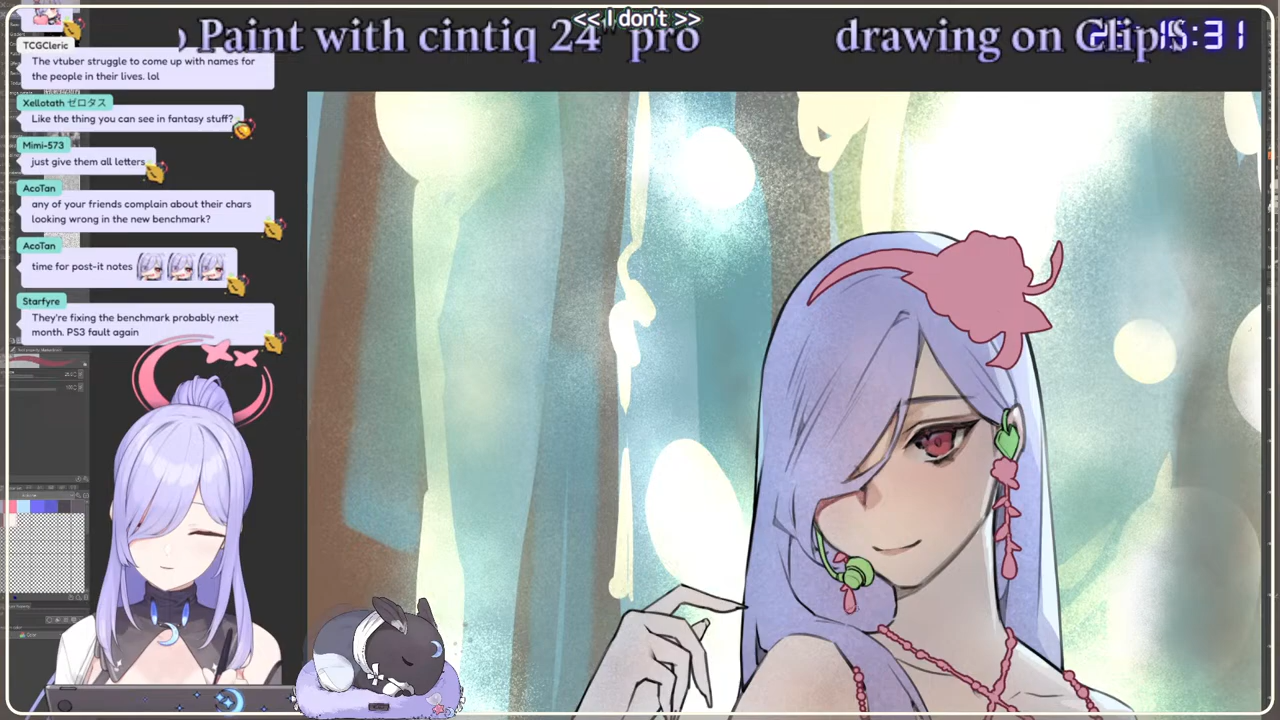 << I don't >>
Paint with cintiq 24" pro
drawing on Clip S
15:31
TCGCleric
The vtuber struggle to come up with names for
the people in their lives. lol
Xellotath ゼロタス
Like the thing you can see in fantasy stuff?
Mimi-573
just give them all letters
AcoTan
any of your friends complain about their chars
looking wrong in the new benchmark?
AcoTan
time for post-it notes
Starfyre
They're fixing the benchmark probably next
month. PS3 fault again